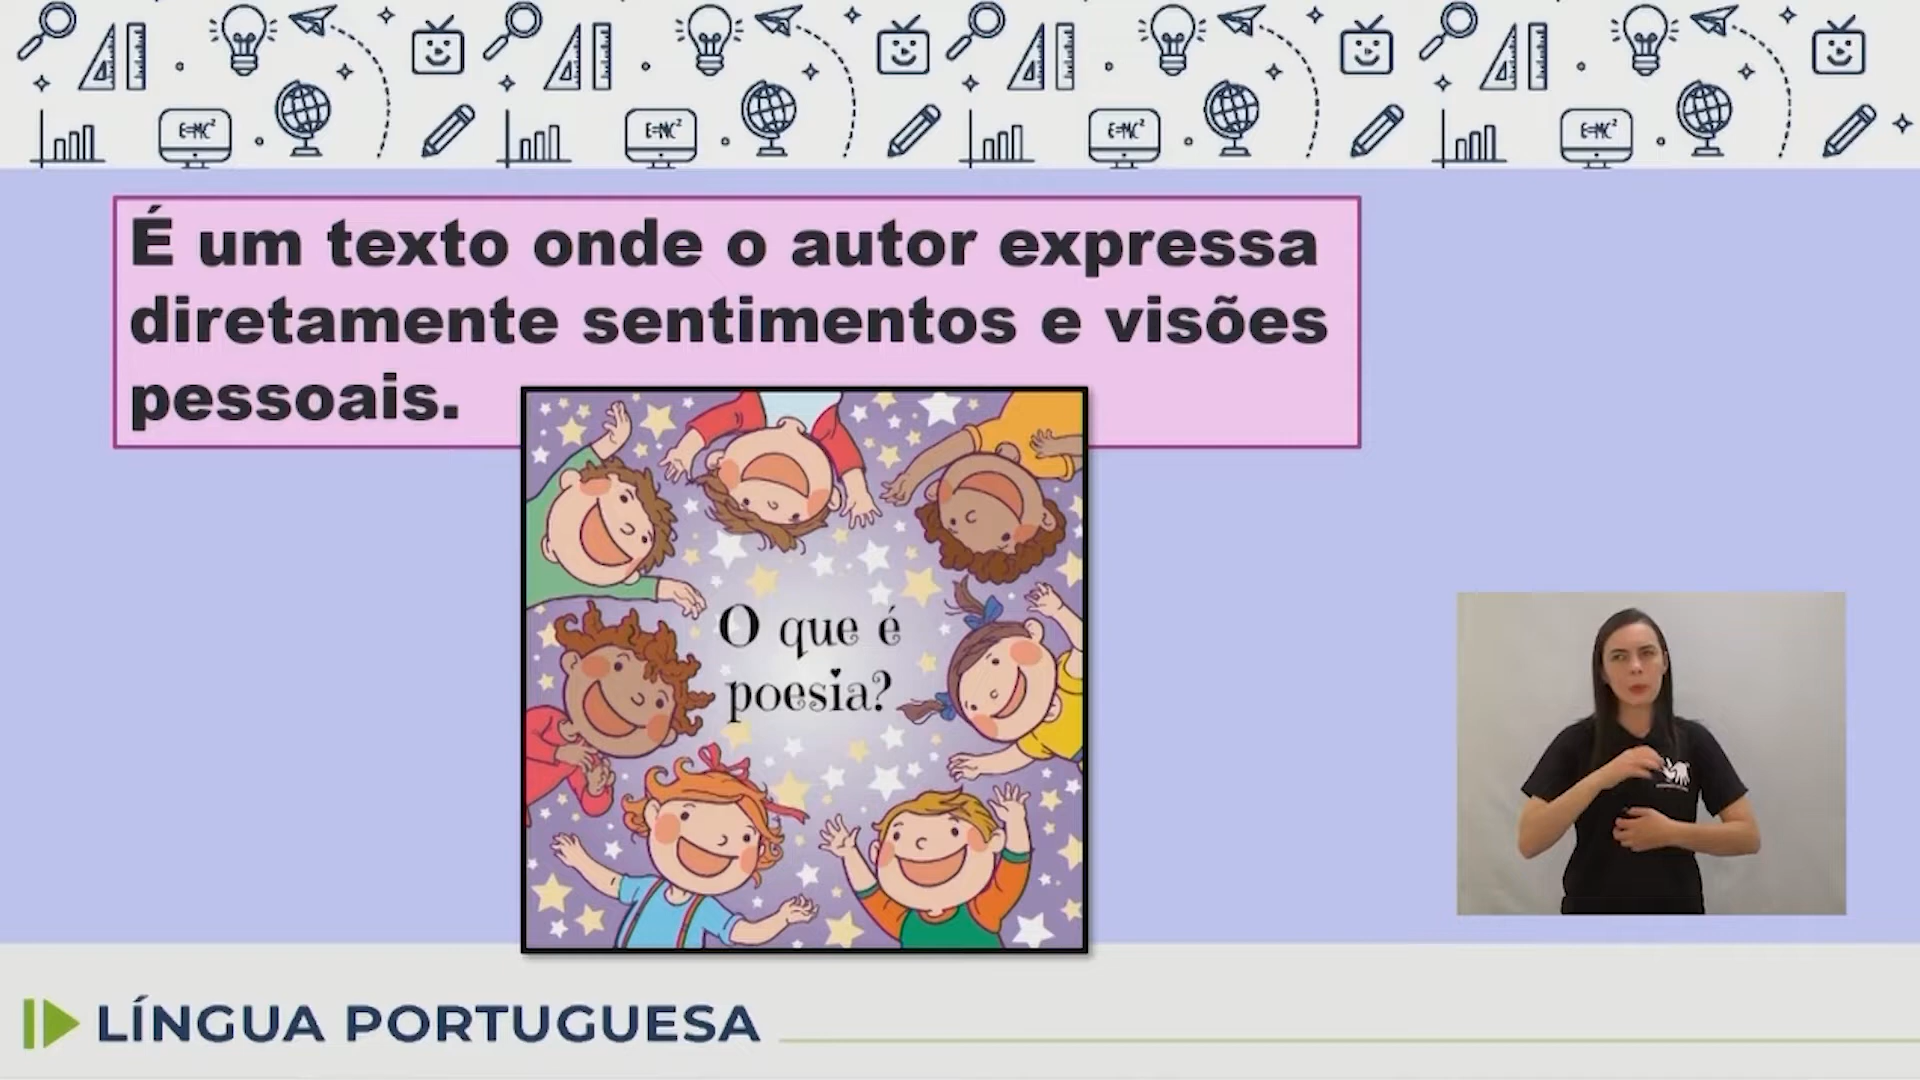 E=MC²
E=MC²
E=MC²
E=MC²
É um texto onde o autor expressa
diretamente sentimentos e visões
pessoais.
O que é
poesia?
LÍNGUA PORTUGUESA